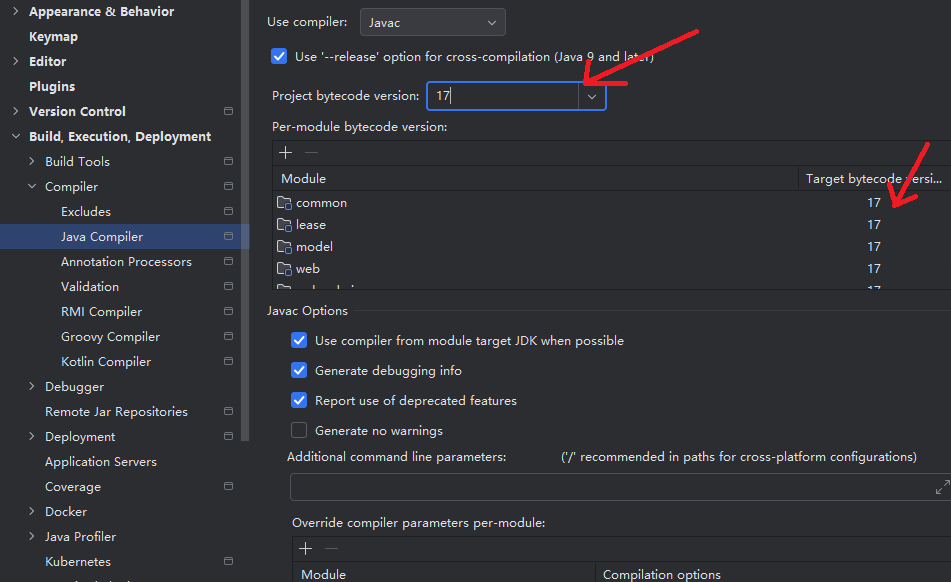 Appearance & Behavior
Keymap
Editor
Plugins
Version Control
Build, Execution, Deployment
Build Tools
Compiler
Excludes
Java Compiler
Annotation Processors
Validation
RMI Compiler
Groovy Compiler
Kotlin Compiler
Debugger
Remote Jar Repositories
Deployment
Application Servers
Coverage
Docker
Java Profiler
Kubernetes
Use compiler: Javac
Use '--release' option for cross-compilation (Java 9 and later)
Project bytecode version: 17
Per-module bytecode version:
Module Target bytecode versi...
common 17
lease 17
model 17
web 17
17
Javac Options
Use compiler from module target JDK when possible
Generate debugging info
Report use of deprecated features
Generate no warnings
Additional command line parameters: ('/' recommended in paths for cross-platform configurations)
Override compiler parameters per-module:
Module Compilation options